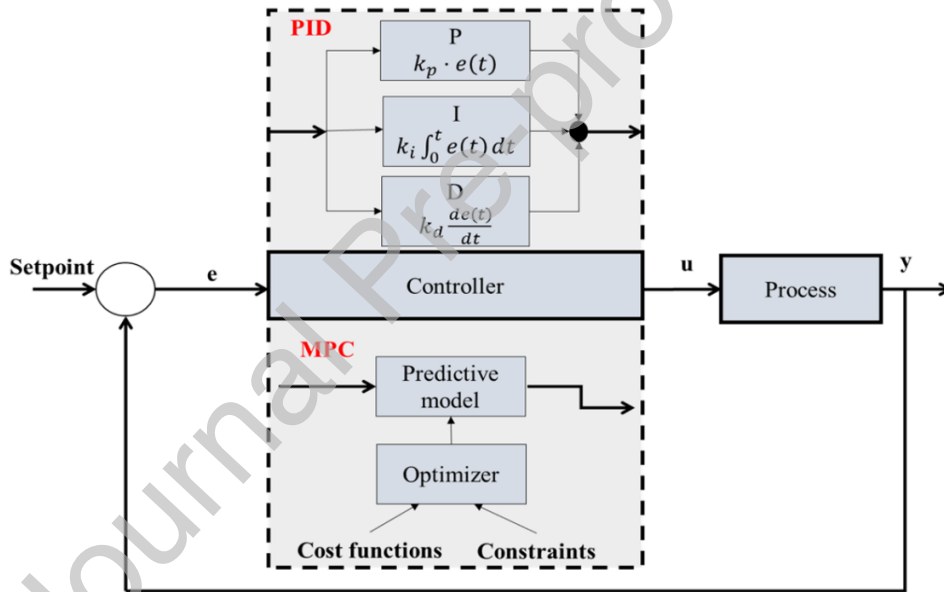 PID
P
k_p · e(t)
I
k_i ∫_0^t e(t) dt
D
k_d de(t)/dt
Setpoint
e
Controller
u
Process
y
MPC
Predictive
model
Optimizer
Cost functions
Constraints
Journal Pre-pro